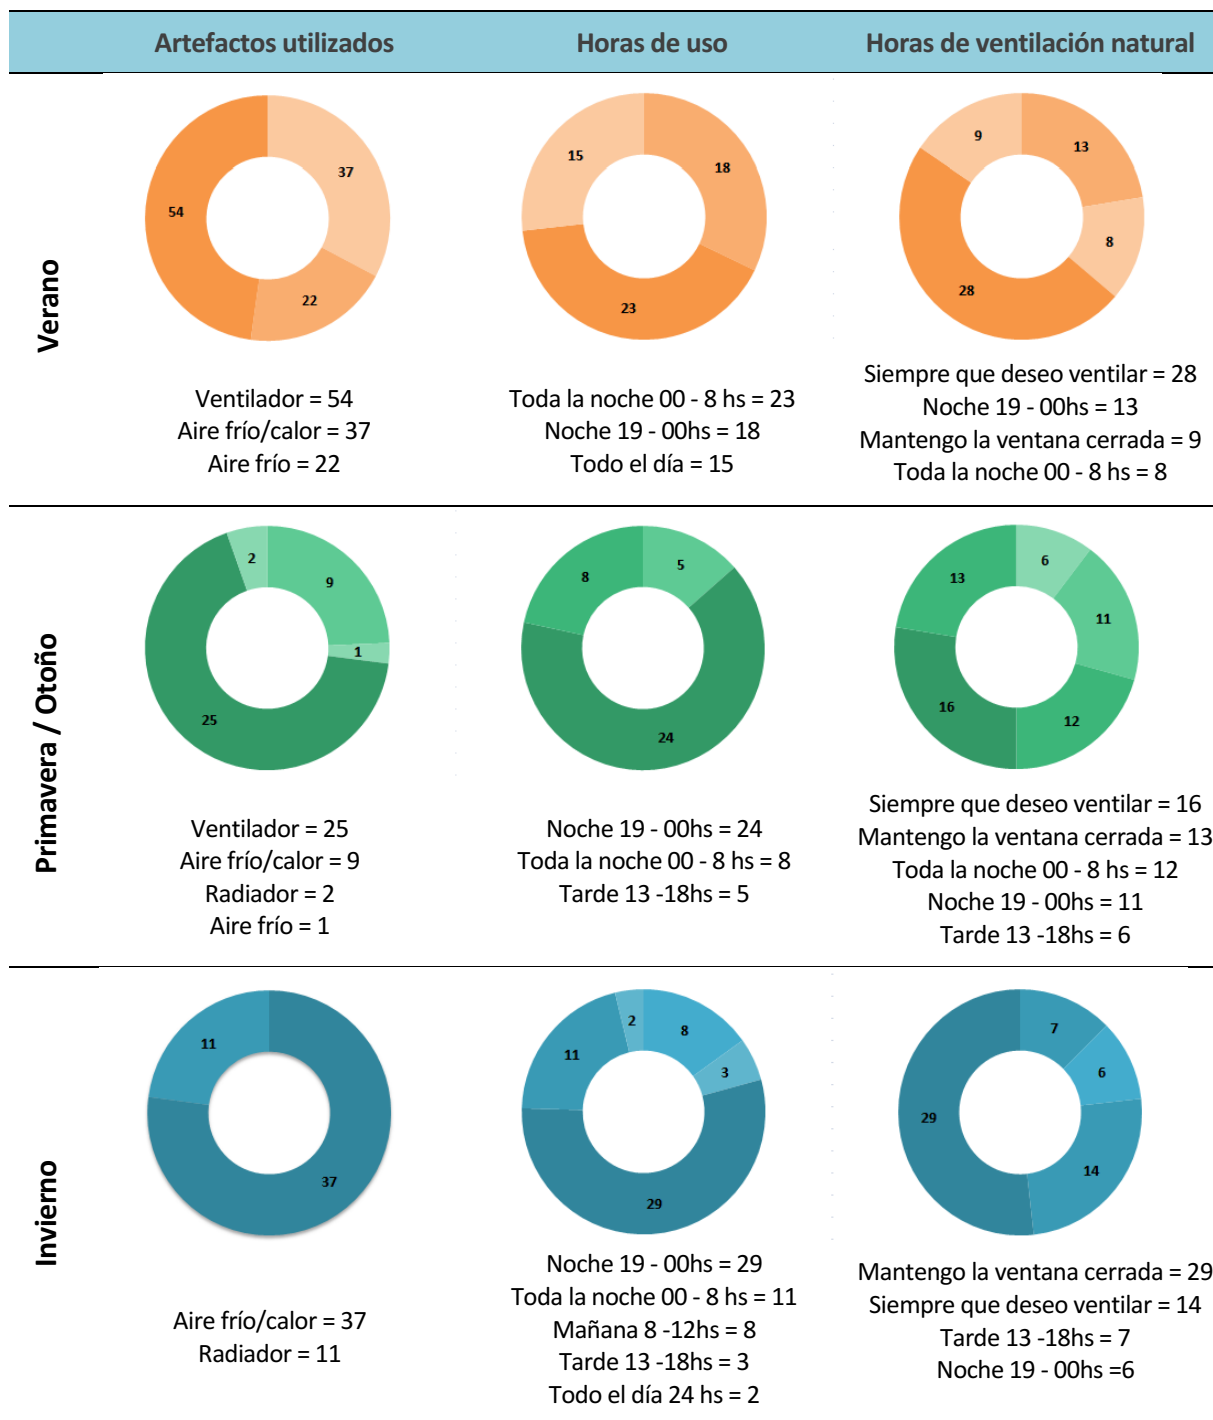 Artefactos utilizados
Horas de uso
Horas de ventilación natural
Verano
37
22
54
18
23
15
13
8
28
9
Ventilador = 54
Aire frío/calor = 37
Aire frío = 22
Toda la noche 00 - 8 hs = 23
Noche 19 - 00hs = 18
Todo el día = 15
Siempre que deseo ventilar = 28
Noche 19 - 00hs = 13
Mantengo la ventana cerrada = 9
Toda la noche 00 - 8 hs = 8
Primavera / Otoño
2
9
1
25
8
5
24
6
11
12
16
13
Ventilador = 25
Aire frío/calor = 9
Radiador = 2
Aire frío = 1
Noche 19 - 00hs = 24
Toda la noche 00 - 8 hs = 8
Tarde 13 -18hs = 5
Siempre que deseo ventilar = 16
Mantengo la ventana cerrada = 13
Toda la noche 00 - 8 hs = 12
Noche 19 - 00hs = 11
Tarde 13 -18hs = 6
Invierno
11
37
2
8
3
11
29
7
6
14
29
Aire frío/calor = 37
Radiador = 11
Noche 19 - 00hs = 29
Toda la noche 00 - 8 hs = 11
Mañana 8 -12hs = 8
Tarde 13 -18hs = 3
Todo el día 24 hs = 2
Mantengo la ventana cerrada = 29
Siempre que deseo ventilar = 14
Tarde 13 -18hs = 7
Noche 19 - 00hs =6